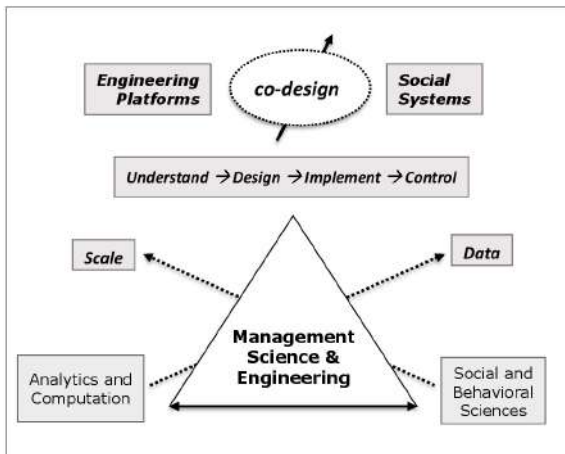 Engineering
Platforms
co-design
Social
Systems
Understand → Design → Implement → Control
Scale
Data
Management
Science &
Engineering
Analytics and
Computation
Social and
Behavioral
Sciences